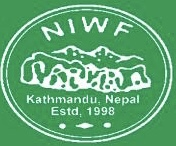 NIWF
Kathmandu, Nepal
Estd, 1998